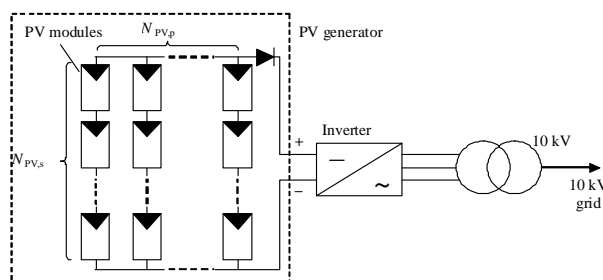 N PV,p
PV modules
PV generator
N PV,s
+
Inverter
10 kV
−
∼
−
10 kV
grid